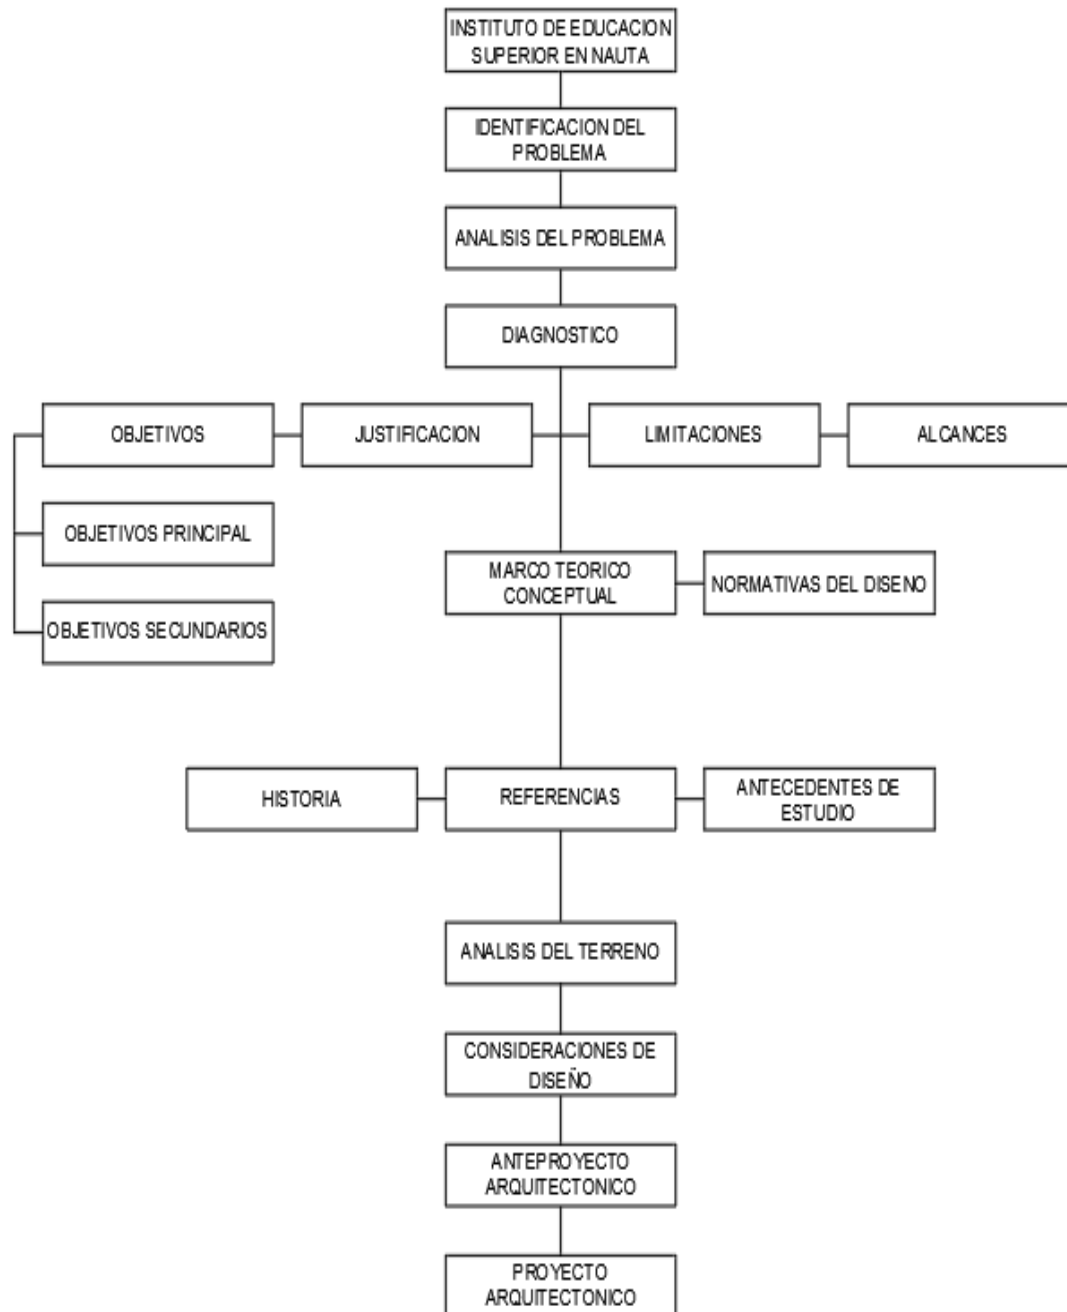 INSTITUTO DE EDUCACION
SUPERIOR EN NAUTA
IDENTIFICACION DEL
PROBLEMA
ANALISIS DEL PROBLEMA
DIAGNOSTICO
OBJETIVOS
JUSTIFICACION
LIMITACIONES
ALCANCES
OBJETIVOS PRINCIPAL
OBJETIVOS SECUNDARIOS
MARCO TEORICO
CONCEPTUAL
NORMATIVAS DEL DISENO
HISTORIA
REFERENCIAS
ANTECEDENTES DE
ESTUDIO
ANALISIS DEL TERRENO
CONSIDERACIONES DE
DISEÑO
ANTEPROYECTO
ARQUITECTONICO
PROYECTO
ARQUITECTONICO